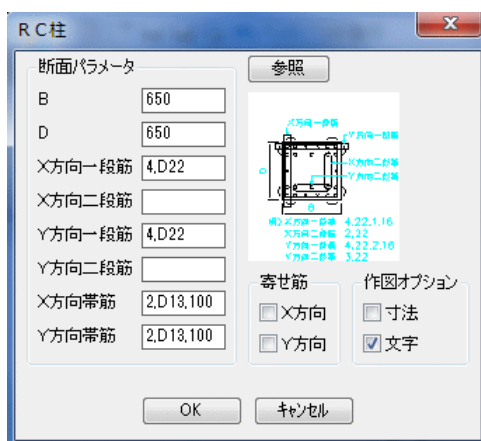 RC柱
断面パラメータ
B 650
D 650
X方向一段筋 4,D22
X方向二段筋
Y方向一段筋 4,D22
Y方向二段筋
X方向帯筋 2,D13,100
Y方向帯筋 2,D13,100
参照
X方向一段筋
Y方向一段筋
X方向二段筋
Y方向二段筋
D
B
例)X方向一段筋 4,22,1,16
X方向二段筋 2,22
Y方向一段筋 4,22,2,16
Y方向二段筋 3,22
寄せ筋
X方向
Y方向
作図オプション
寸法
文字
OK キャンセル